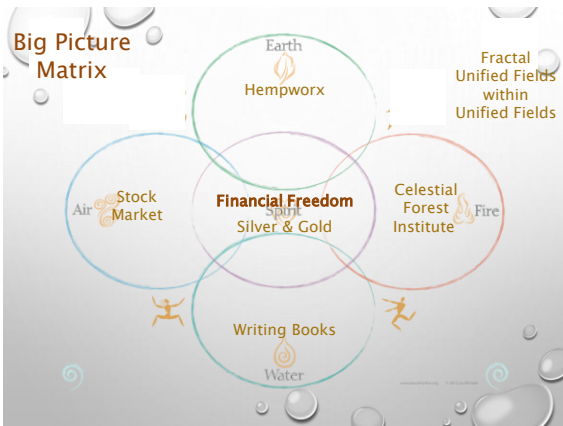 Big Picture
Matrix
Fractal
Unified Fields
within
Unified Fields
Earth
Hempworx
Air
Stock
Market
Financial Freedom
Spirit
Silver & Gold
Celestial
Forest
Institute
Fire
Writing Books
Water